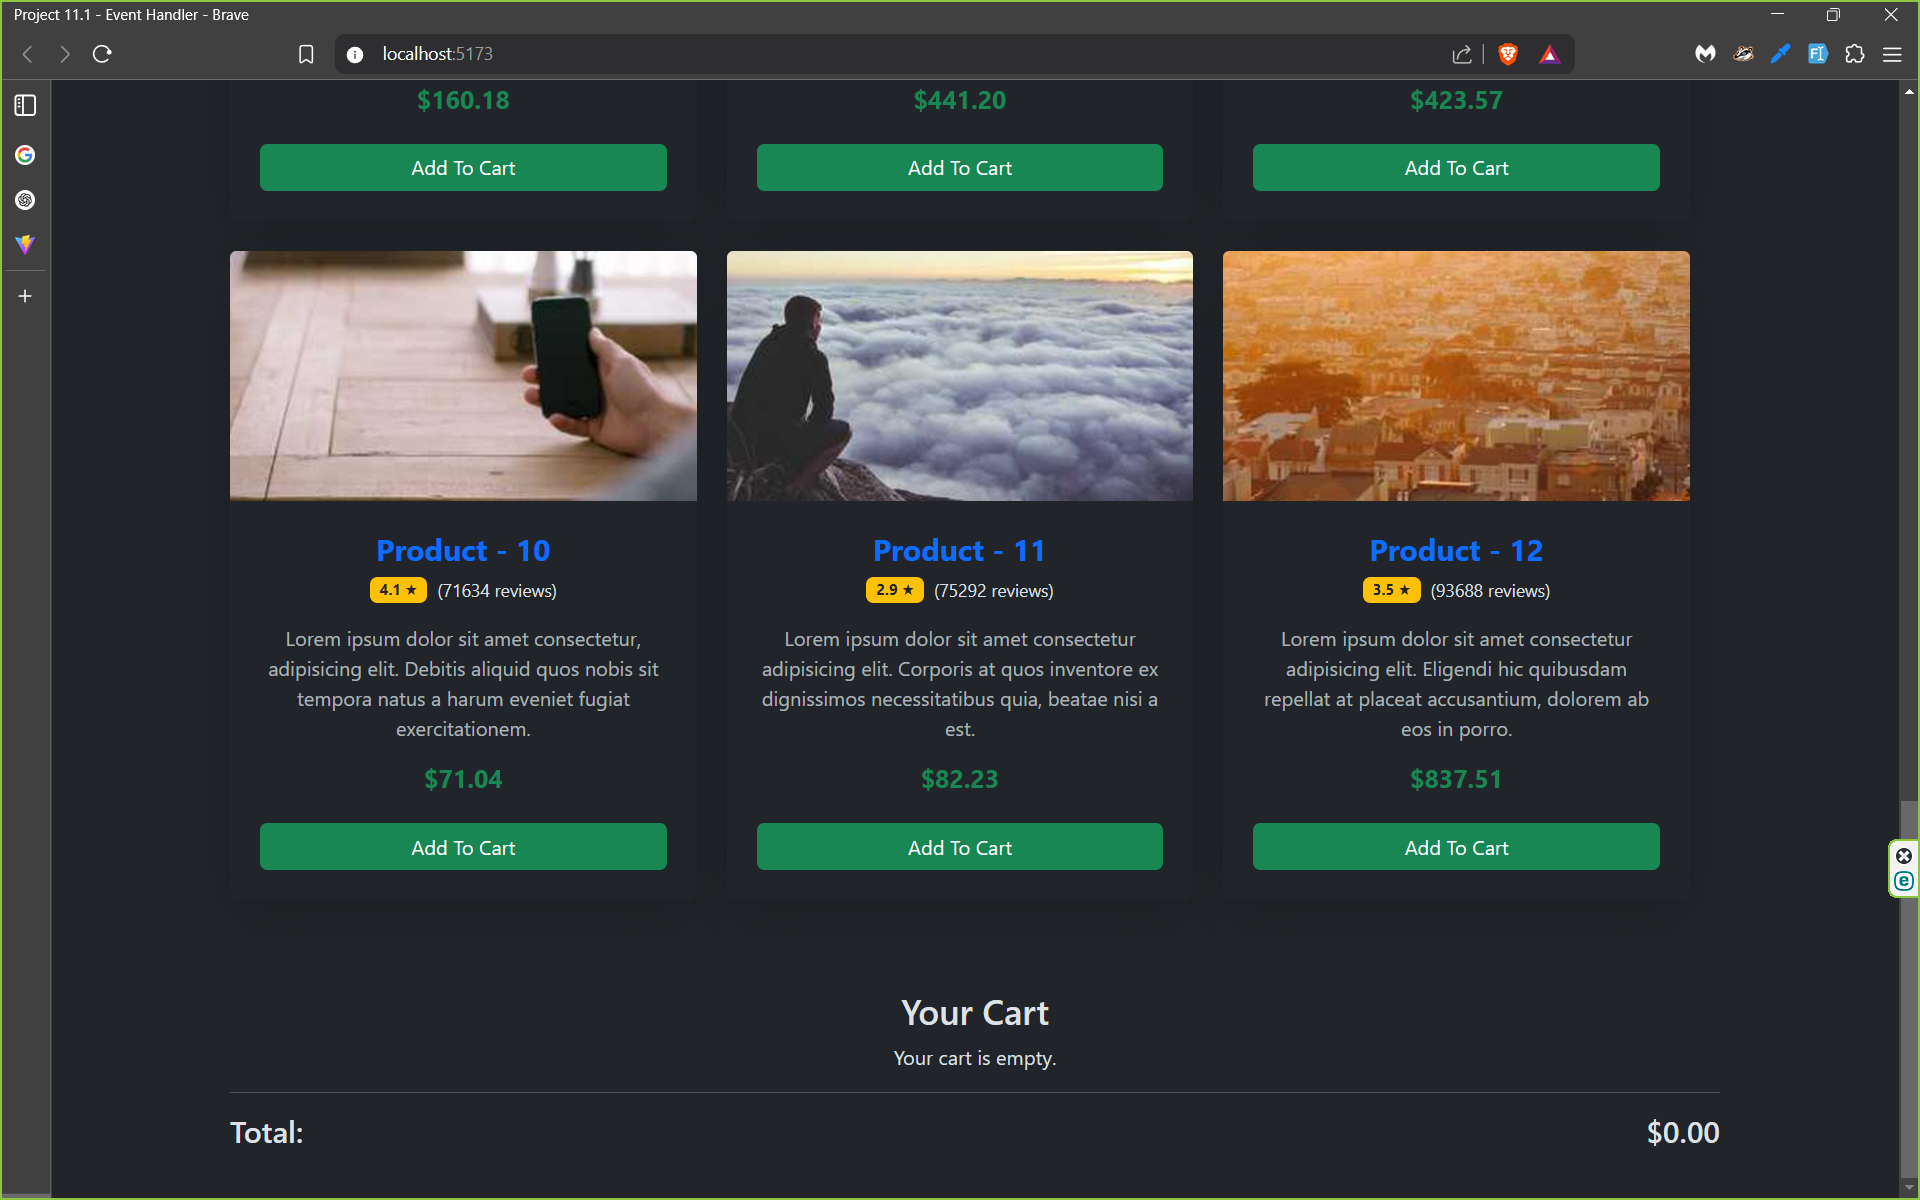 Project 11.1 - Event Handler - Brave
localhost:5173
$160.18
$441.20
$423.57
Add To Cart
Add To Cart
Add To Cart
Product - 10
4.1 ★ (71634 reviews)
Lorem ipsum dolor sit amet consectetur,
adipisicing elit. Debitis aliquid quos nobis sit
tempora natus a harum eveniet fugiat
exercitationem.
$71.04
Add To Cart
Product - 11
2.9 ★ (75292 reviews)
Lorem ipsum dolor sit amet consectetur
adipisicing elit. Corporis at quos inventore ex
dignissimos necessitatibus quia, beatae nisi a
est.
$82.23
Add To Cart
Product - 12
3.5 ★ (93688 reviews)
Lorem ipsum dolor sit amet consectetur
adipisicing elit. Eligendi hic quibusdam
repellat at placeat accusantium, dolorem ab
eos in porro.
$837.51
Add To Cart
Your Cart
Your cart is empty.
Total: $0.00